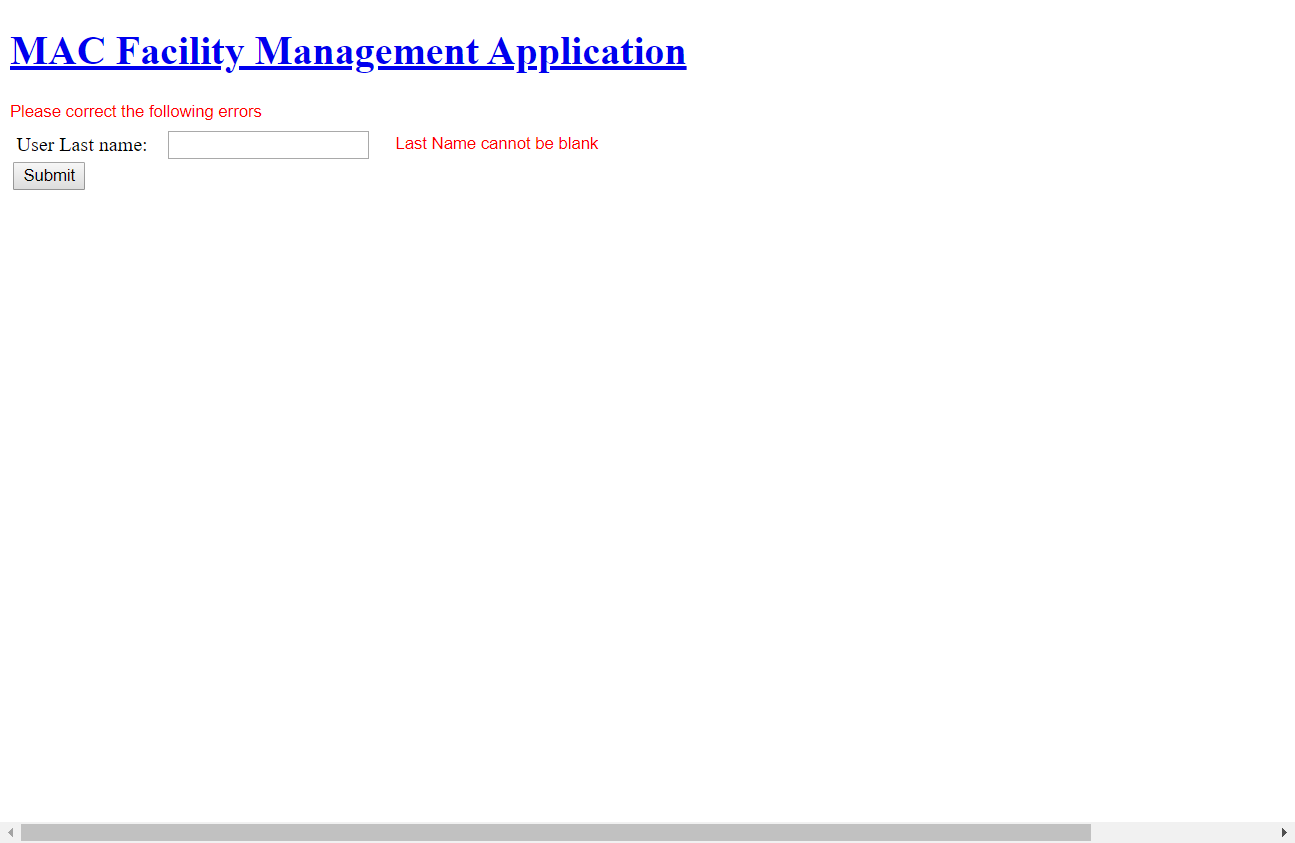 MAC Facility Management Application
Please correct the following errors
User Last name: Last Name cannot be blank
Submit